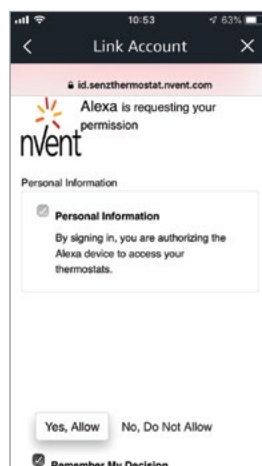 10:53
63%
Link Account
id.senzthermostat.nvent.com
Alexa is requesting your
permission
nVent
Personal Information
Personal Information
By signing in, you are authorizing the
Alexa device to access your
thermostats.
Yes, Allow No, Do Not Allow
Remember My Decision